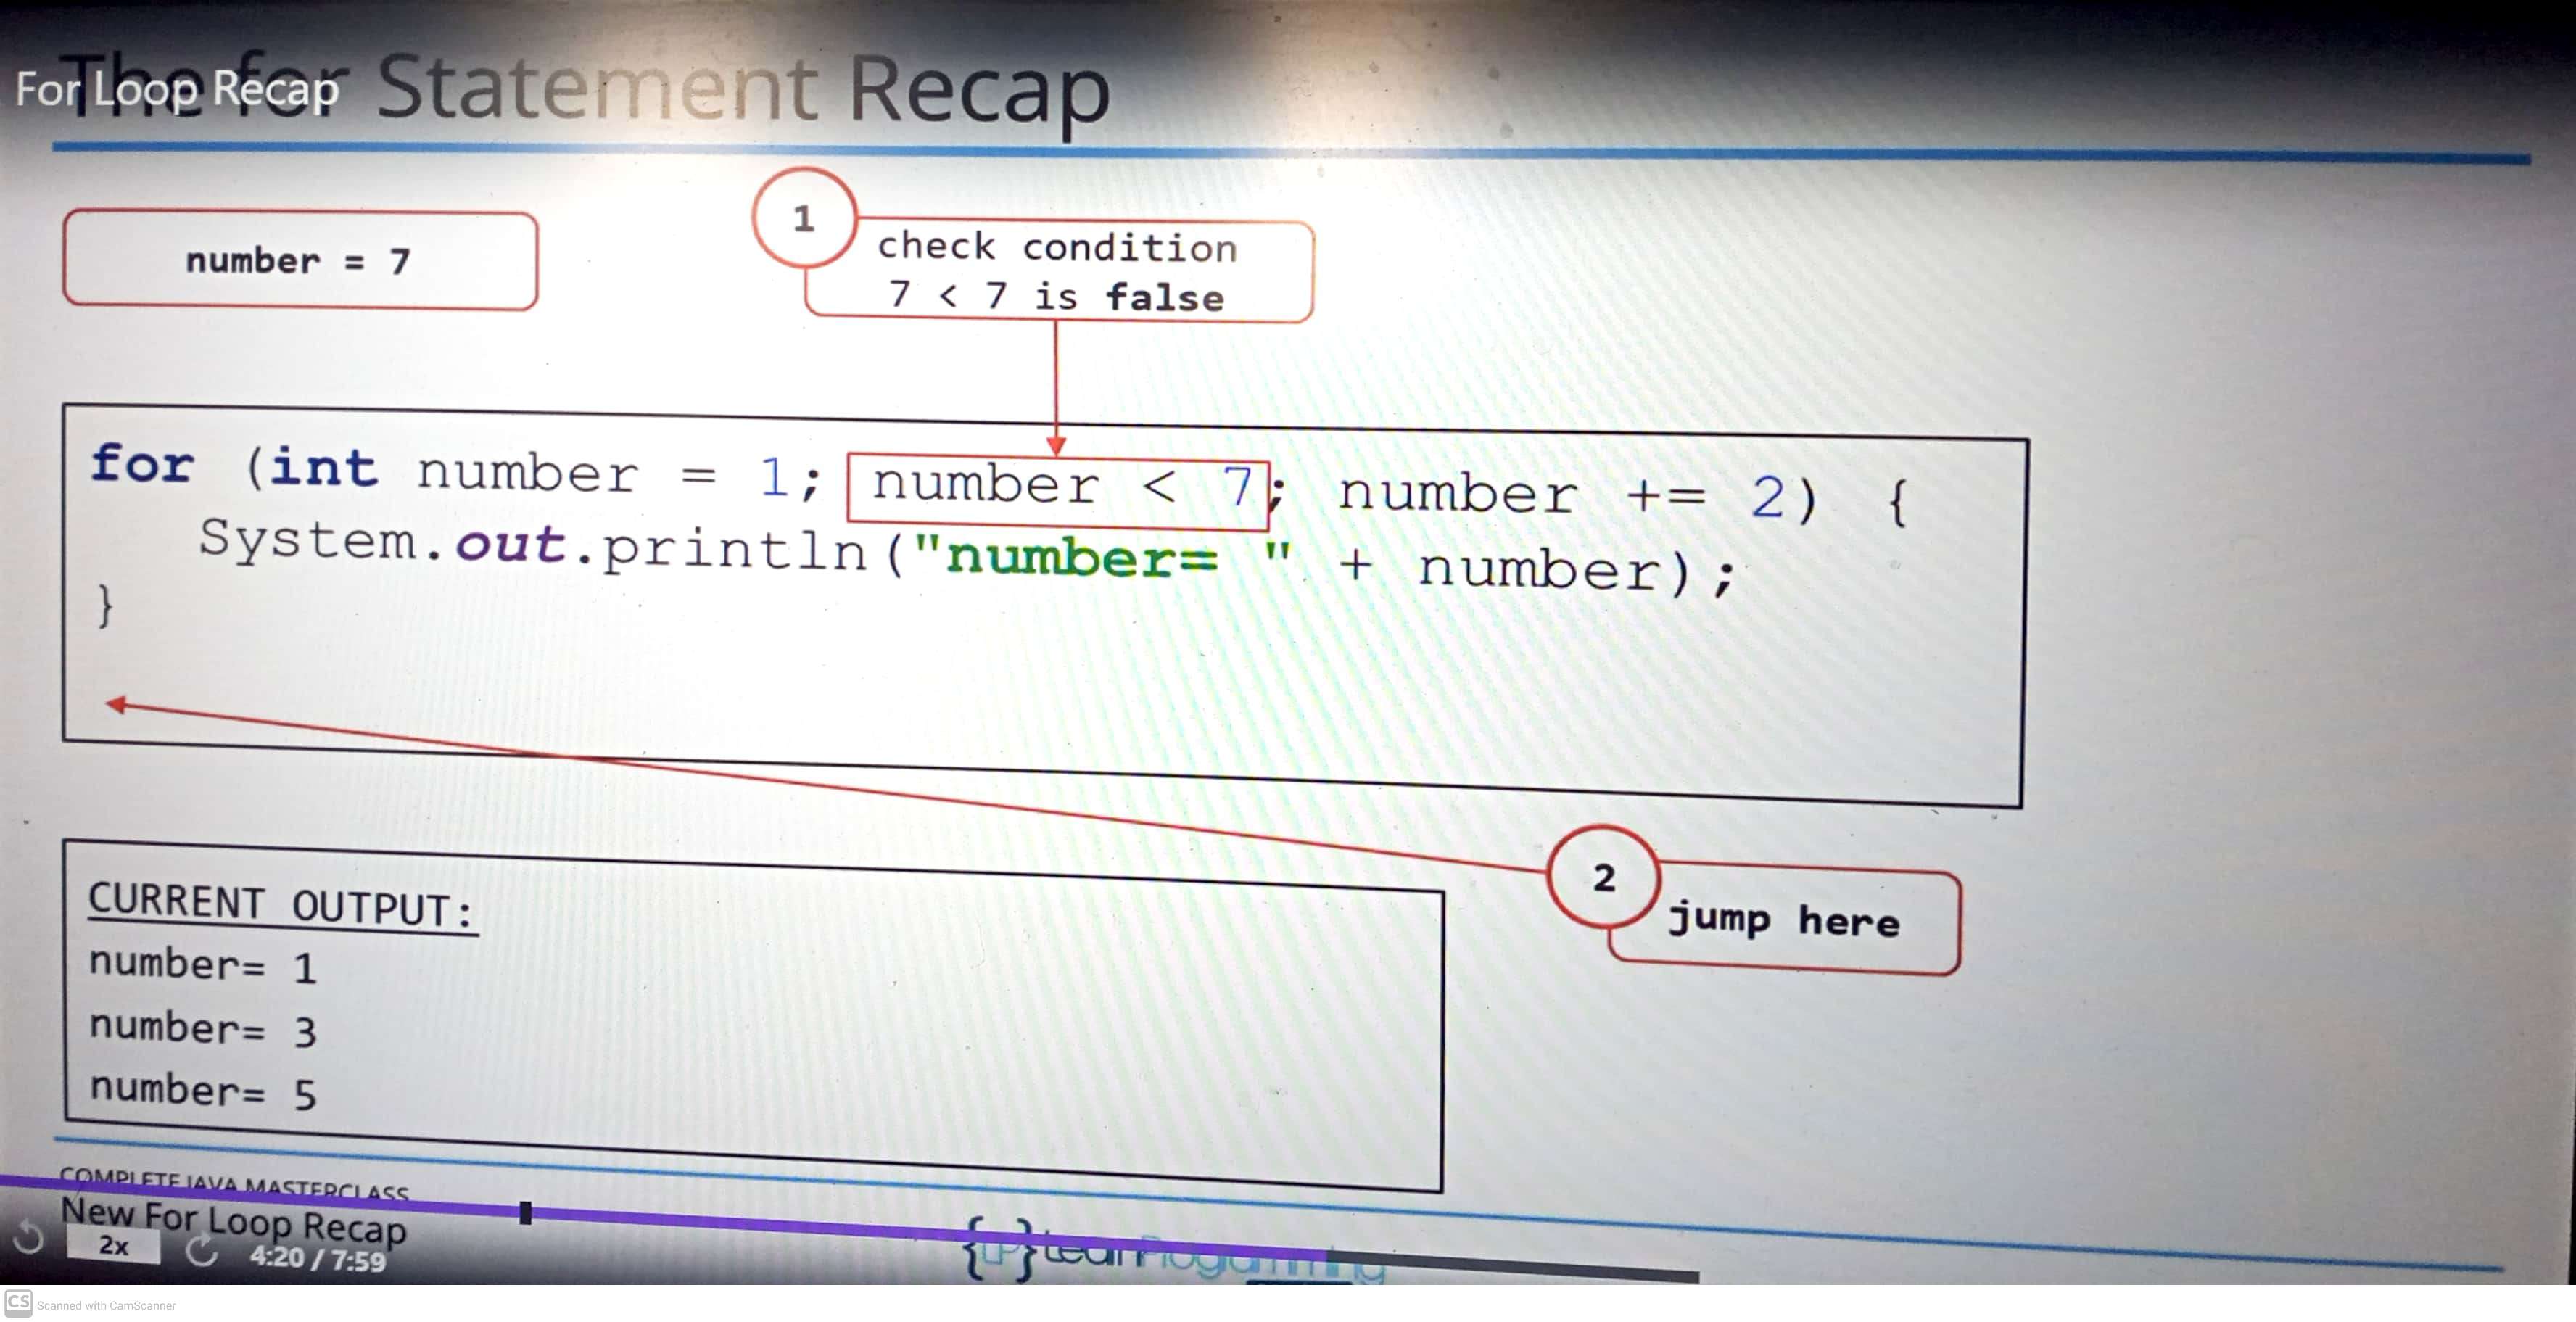 The for Statement Recap
For Loop Recap
number = 7
1
check condition
7 < 7 is false
for (int number = 1; number < 7; number += 2) {
System.out.println("number= " + number);
}
2
jump here
CURRENT OUTPUT:
number= 1
number= 3
number= 5
COMPLETE JAVA MASTERCLASS
New For Loop Recap
2x
4:20 / 7:59
{LP} Learn Programming
CS Scanned with CamScanner